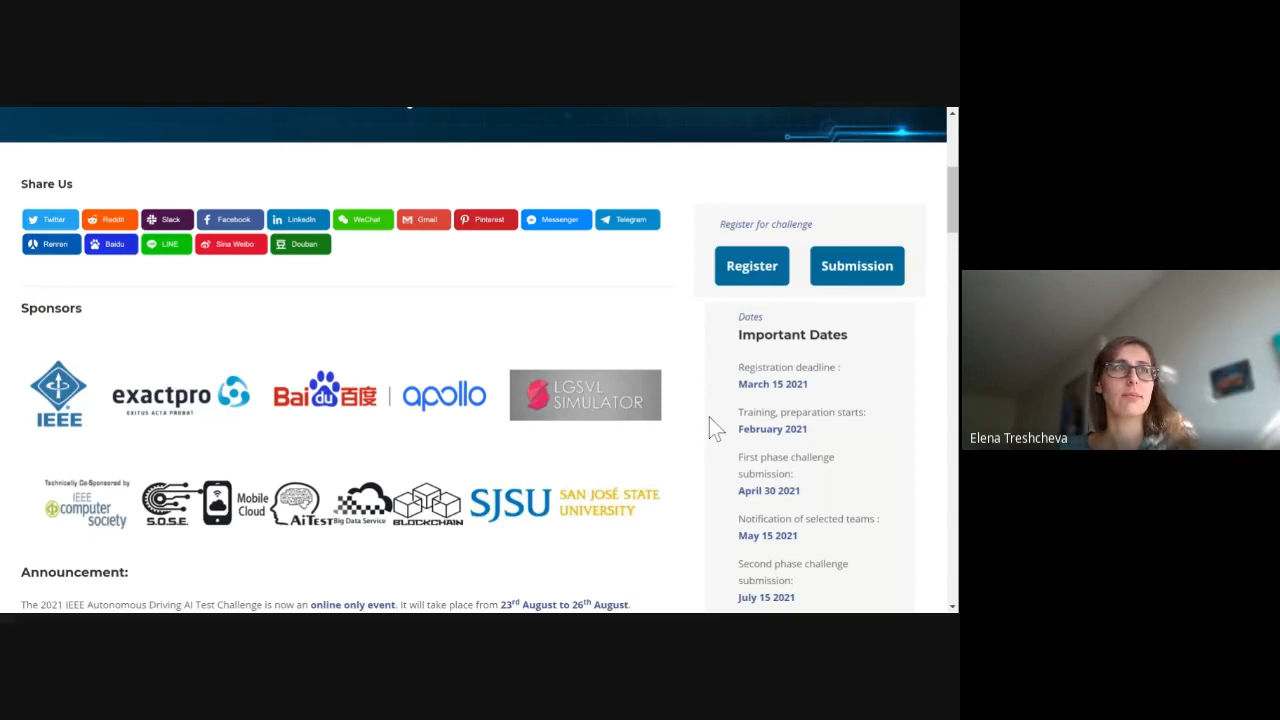 Share Us
Twitter Reddit Slack Facebook LinkedIn WeChat Gmail Pinterest Messenger Telegram
Renren Baidu LINE Sina Weibo Douban
Sponsors
IEEE
exactpro
EXITUS ACTA PROBAT
Baidu百度 | apollo
LGSVL
SIMULATOR
Technically Co-Sponsored by
IEEE
computer
society
S.O.S.E.
Mobile
Cloud
AiTEST
Big Data Service
BLOCKCHAIN
SJSU SAN JOSÉ STATE
UNIVERSITY
Announcement:
The 2021 IEEE Autonomous Driving AI Test Challenge is now an online only event. it will take place from 23rd August to 26th August.
Register for challenge
Register Submission
Dates
Important Dates
Registration deadline :
March 15 2021
Training, preparation starts:
February 2021
First phase challenge
submission:
April 30 2021
Notification of selected teams :
May 15 2021
Second phase challenge
submission:
July 15 2021
Elena Treshcheva